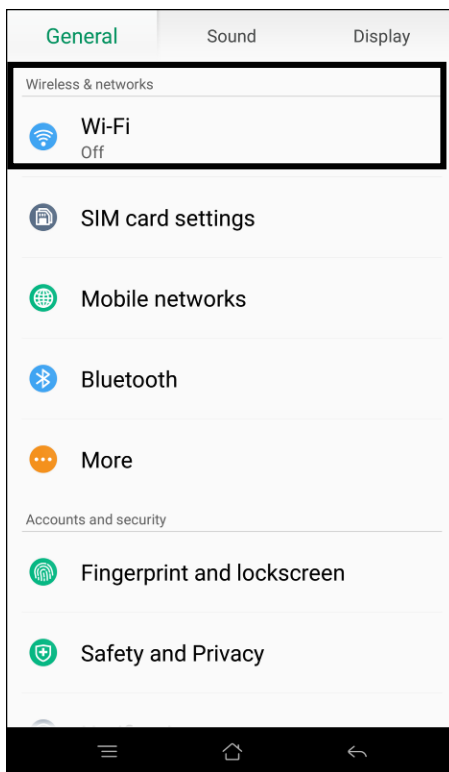 General Sound Display
Wireless & networks
Wi-Fi
Off
SIM card settings
Mobile networks
Bluetooth
More
Accounts and security
Fingerprint and lockscreen
Safety and Privacy